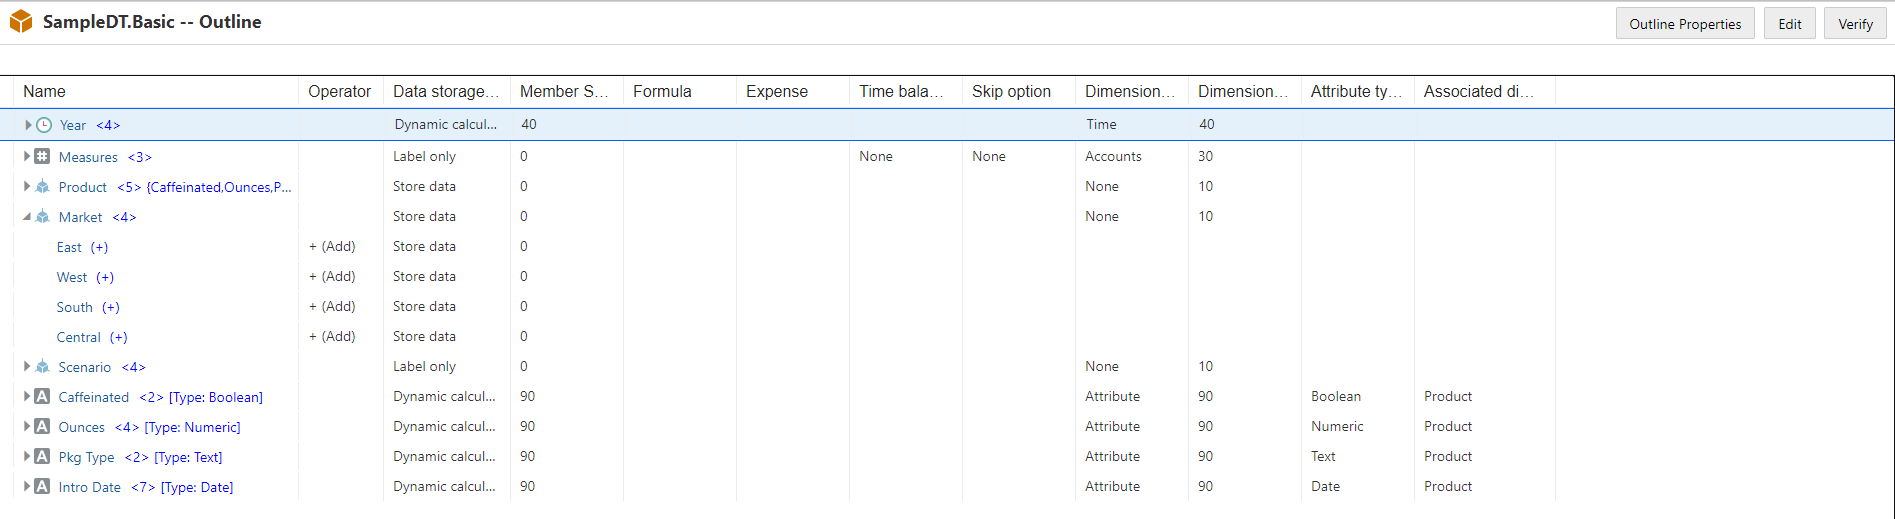 SampleDT.Basic -- Outline
Outline Properties Edit Verify
Name Operator Data storage... Member S... Formula Expense Time bala... Skip option Dimension... Dimension... Attribute ty... Associated di...
Year <4> Dynamic calcul... 40 Time 40
Measures <3> Label only 0 None None Accounts 30
Product <5> {Caffeinated,Ounces,P... Store data 0 None 10
Market <4> Store data 0 None 10
East (+) + (Add) Store data 0
West (+) + (Add) Store data 0
South (+) + (Add) Store data 0
Central (+) + (Add) Store data 0
Scenario <4> Label only 0 None 10
A Caffeinated <2> [Type: Boolean] Dynamic calcul... 90 Attribute 90 Boolean Product
A Ounces <4> [Type: Numeric] Dynamic calcul... 90 Attribute 90 Numeric Product
A Pkg Type <2> [Type: Text] Dynamic calcul... 90 Attribute 90 Text Product
A Intro Date <7> [Type: Date] Dynamic calcul... 90 Attribute 90 Date Product